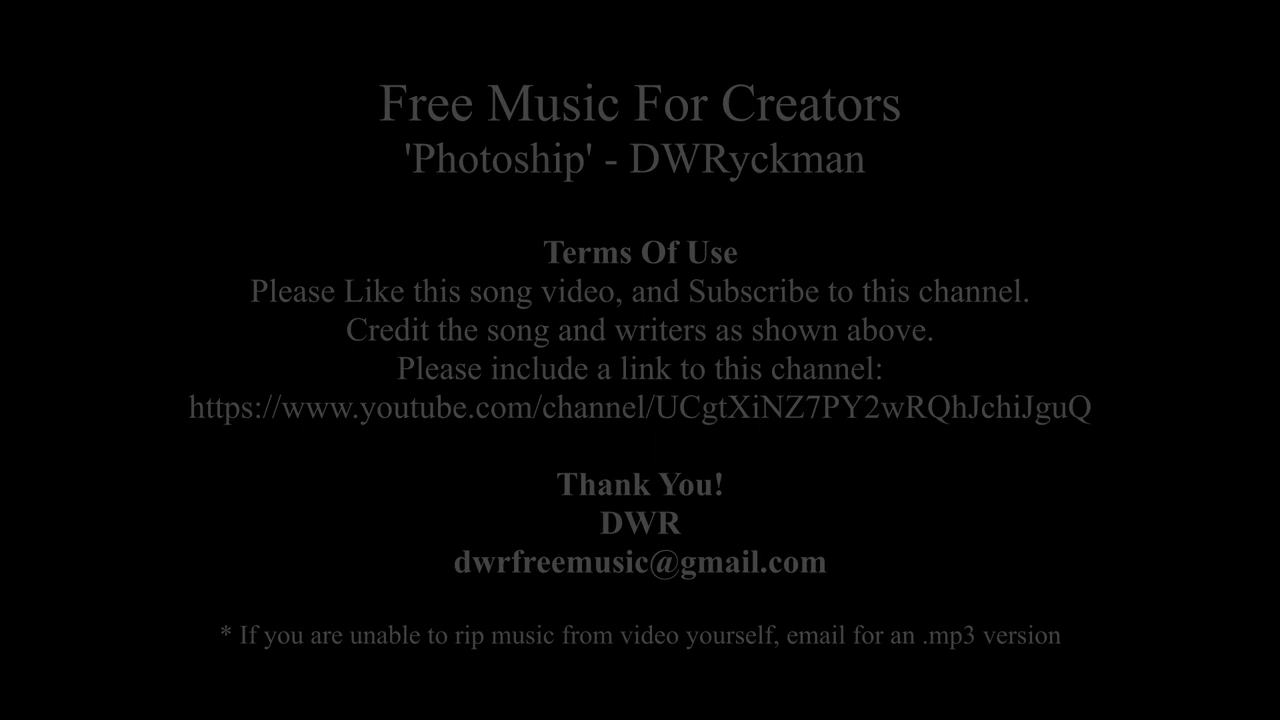 Free Music For Creators
'Photoship' - DWRyckman
Terms Of Use
Please Like this song video, and Subscribe to this channel.
Credit the song and writers as shown above.
Please include a link to this channel:
https://www.youtube.com/channel/UCgtXiNZ7PY2wRQhJchiJguQ
Thank You!
DWR
dwrfreemusic@gmail.com
* If you are unable to rip music from video yourself, email for an .mp3 version